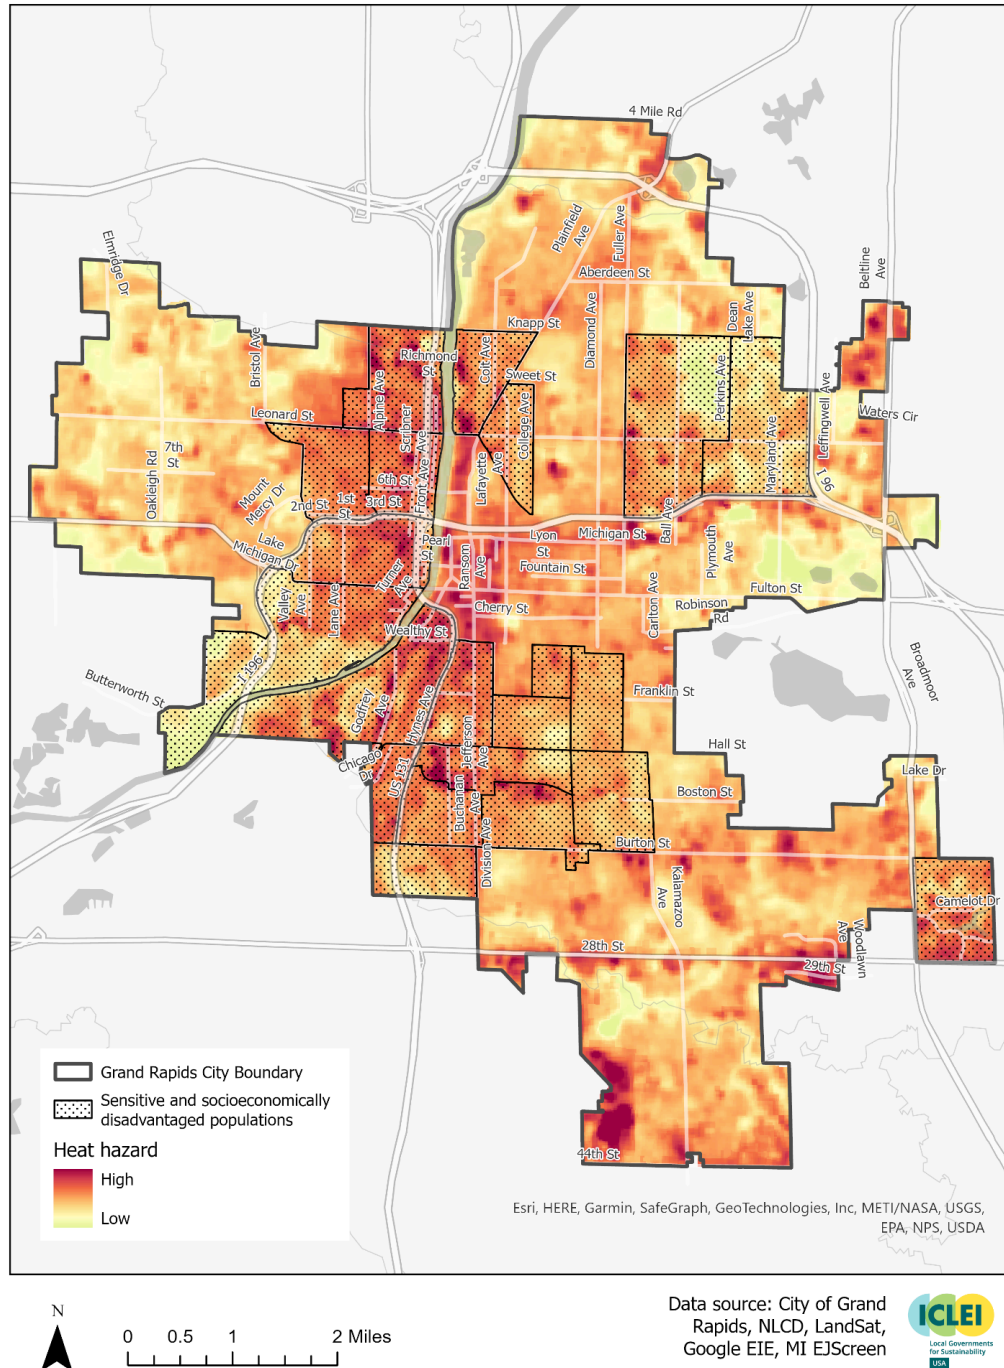 4 Mile Rd
Elmridge Dr
Plainfield
Ave
Fuller Ave
Beltline
Ave
Aberdeen St
Bristol Ave
Knapp St
Diamond Ave
Dean
Lake Ave
Richmond
St
Colt Ave
Sweet St
Alpine Ave
Scribner
Perkins Ave
Leffingwell Ave
Waters Cir
Leonard St
College Ave
7th
St
Oakleigh Rd
Mount
Mercy Dr
6th St
Front Ave Ave
Lafayette
Ave
Maryland Ave
I 96
2nd St
1st
St
3rd St
Lake
Michigan Dr
Pearl
St
Lyon
St
Michigan St
Ball Ave
Plymouth
Ave
Ransom
Ave
Fountain St
Turner
Ave
Fulton St
Valley
Ave
Lane Ave
Cherry St
Carlton Ave
Robinson
Rd
Wealthy St
I 196
Butterworth St
Broadmoor
Ave
Godfrey
Ave
Hynes Ave
Franklin St
Jefferson
Ave
Hall St
Chicago
Dr
US 131
Lake Dr
Buchanan
Ave
Boston St
Division Ave
Burton St
Kalamazoo
Ave
Camelot Dr
Woodlawn
Ave
28th St
29th St
44th St
Grand Rapids City Boundary
Sensitive and socioeconomically
disadvantaged populations
Heat hazard
High
Low
Esri, HERE, Garmin, SafeGraph, GeoTechnologies, Inc, METI/NASA, USGS,
EPA, NPS, USDA
N
0 0.5 1 2 Miles
Data source: City of Grand
Rapids, NLCD, LandSat,
Google EIE, MI EJScreen
ICLEI
Local Governments
for Sustainability
USA